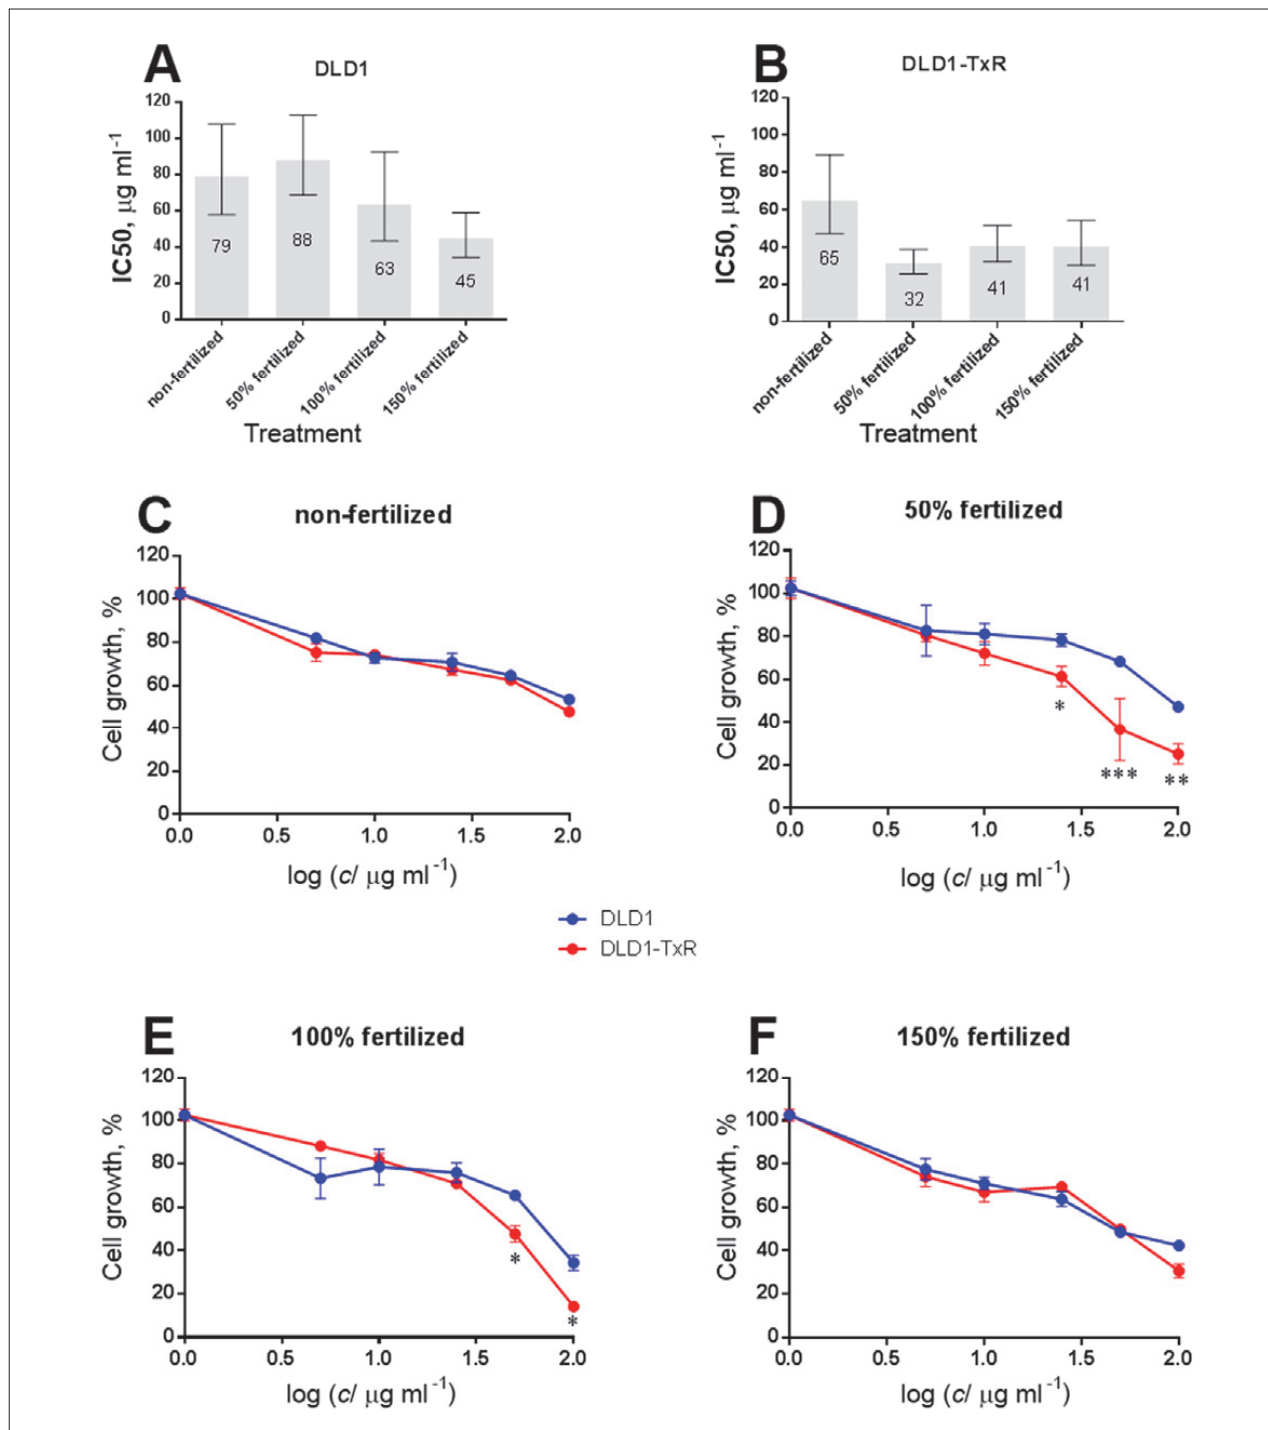 A
DLD1
IC50, µg ml-1
120
100
80
60
40
20
0
79
88
63
45
non-fertilized
50% fertilized
100% fertilized
150% fertilized
Treatment
B
DLD1-TxR
IC50, µg ml-1
120
100
80
60
40
20
0
65
32
41
41
non-fertilized
50% fertilized
100% fertilized
150% fertilized
Treatment
C
non-fertilized
Cell growth, %
120
100
80
60
40
20
0
0.0 0.5 1.0 1.5 2.0
log (c/ µg ml-1)
D
50% fertilized
Cell growth, %
120
100
80
60
40
20
0
*
***
**
0.0 0.5 1.0 1.5 2.0
log (c/ µg ml-1)
DLD1
DLD1-TxR
E
100% fertilized
Cell growth, %
120
100
80
60
40
20
0
*
*
0.0 0.5 1.0 1.5 2.0
log (c/ µg ml-1)
F
150% fertilized
Cell growth, %
120
100
80
60
40
20
0
0.0 0.5 1.0 1.5 2.0
log (c/ µg ml-1)